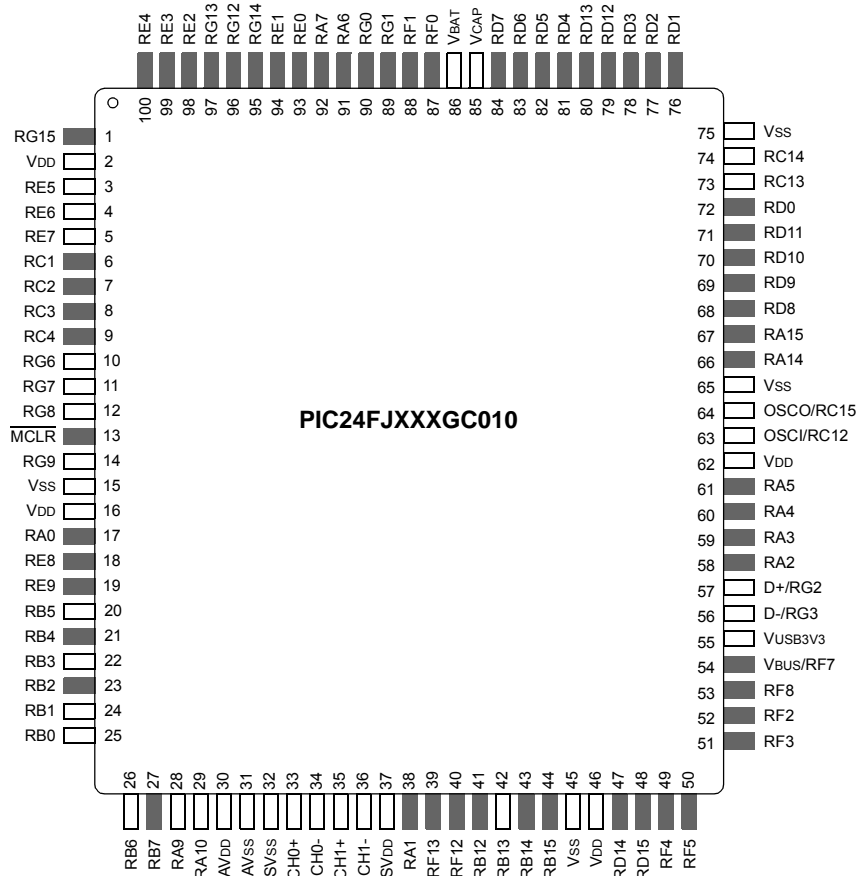 RE4 RE3 RE2 RG13 RG12 RG14 RE1 RE0 RA7 RA6 RG0 RG1 RF1 RF0 VBAT VCAP RD7 RD6 RD5 RD4 RD13 RD12 RD3 RD2 RD1
100 99 98 97 96 95 94 93 92 91 90 89 88 87 86 85 84 83 82 81 80 79 78 77 76
RG15 1
VDD 2
RE5 3
RE6 4
RE7 5
RC1 6
RC2 7
RC3 8
RC4 9
RG6 10
RG7 11
RG8 12
MCLR 13
RG9 14
VSS 15
VDD 16
RA0 17
RE8 18
RE9 19
RB5 20
RB4 21
RB3 22
RB2 23
RB1 24
RB0 25
PIC24FJXXXGC010
75 VSS
74 RC14
73 RC13
72 RD0
71 RD11
70 RD10
69 RD9
68 RD8
67 RA15
66 RA14
65 VSS
64 OSCO/RC15
63 OSCI/RC12
62 VDD
61 RA5
60 RA4
59 RA3
58 RA2
57 D+/RG2
56 D-/RG3
55 VUSB3V3
54 VBUS/RF7
53 RF8
52 RF2
51 RF3
26 27 28 29 30 31 32 33 34 35 36 37 38 39 40 41 42 43 44 45 46 47 48 49 50
RB6 RB7 RA9 RA10 AVDD AVSS SVSS CH0+ CH0- CH1+ CH1- SVDD RA1 RF13 RF12 RB12 RB13 RB14 RB15 VSS VDD RD14 RD15 RF4 RF5